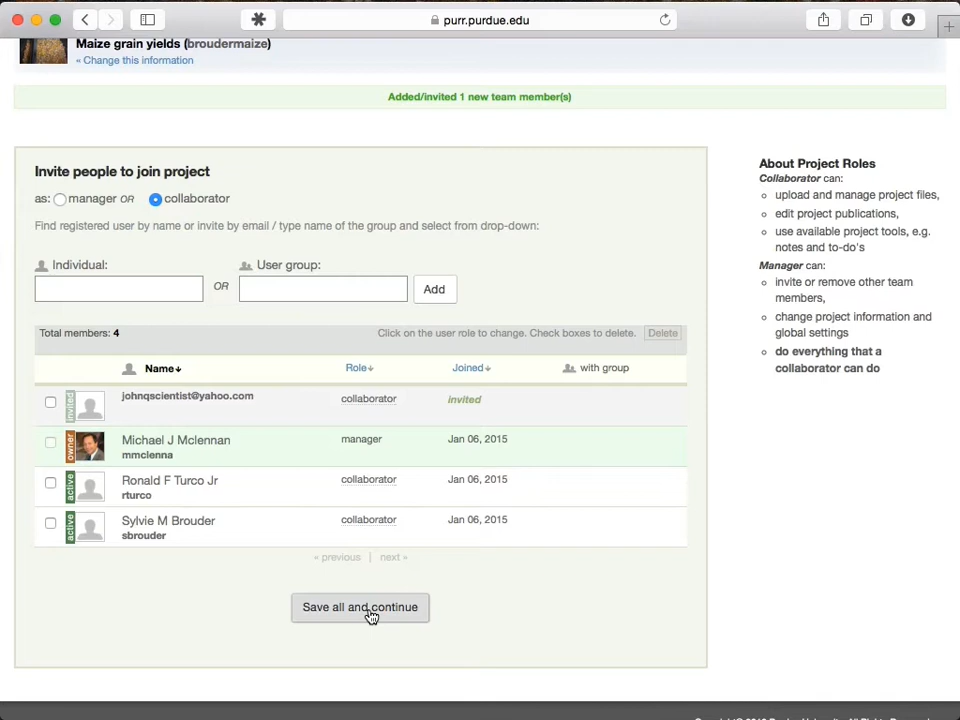 purr.purdue.edu
Maize grain yields (broudermaize)
« Change this information
Added/invited 1 new team member(s)
Invite people to join project
as: manager OR collaborator
Find registered user by name or invite by email / type name of the group and select from drop-down:
Individual:
OR
User group:
Add
Total members: 4
Click on the user role to change. Check boxes to delete.
Delete
Name↓
Role↓
Joined↓
with group
invited
johnqscientist@yahoo.com
collaborator
invited
owner
Michael J Mclennan
mmclenna
manager
Jan 06, 2015
active
Ronald F Turco Jr
rturco
collaborator
Jan 06, 2015
active
Sylvie M Brouder
sbrouder
collaborator
Jan 06, 2015
« previous | next »
Save all and continue
About Project Roles
Collaborator can:
upload and manage project files,
edit project publications,
use available project tools, e.g.
notes and to-do's
Manager can:
invite or remove other team
members,
change project information and
global settings
do everything that a
collaborator can do